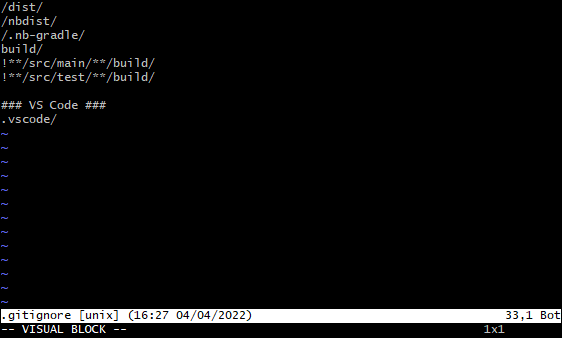 /dist/
/nbdist/
/.nb-gradle/
build/
!**/src/main/**/build/
!**/src/test/**/build/
### VS Code ###
.vscode/
~
~
~
~
~
~
~
~
~
~
~
~
~
.gitignore [unix] (16:27 04/04/2022) 33,1 Bot
-- VISUAL BLOCK -- 1x1